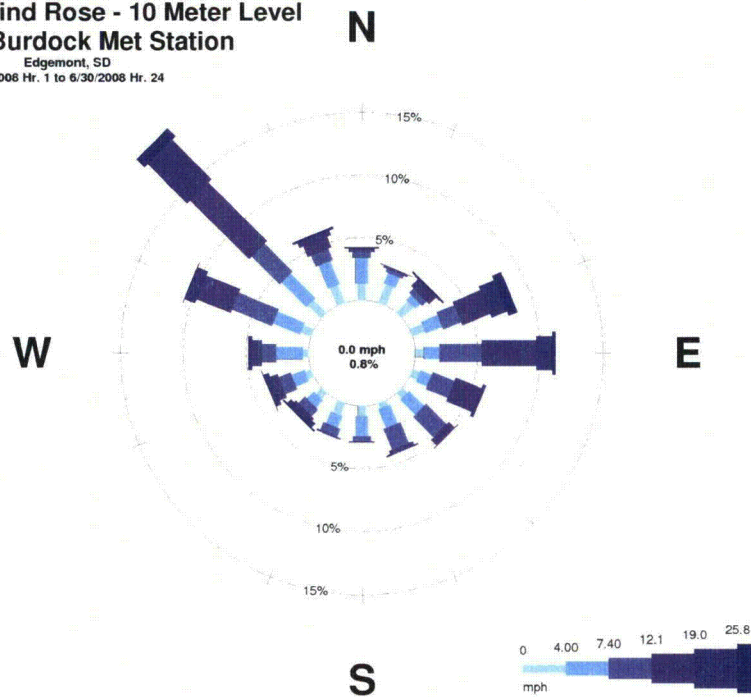 ind Rose - 10 Meter Level
Burdock Met Station
Edgemont, SD
008 Hr. 1 to 6/30/2008 Hr. 24
N
15%
10%
5%
W
0.0 mph
0.8%
E
5%
10%
15%
S
0 4.00 7.40 12.1 19.0 25.8
mph